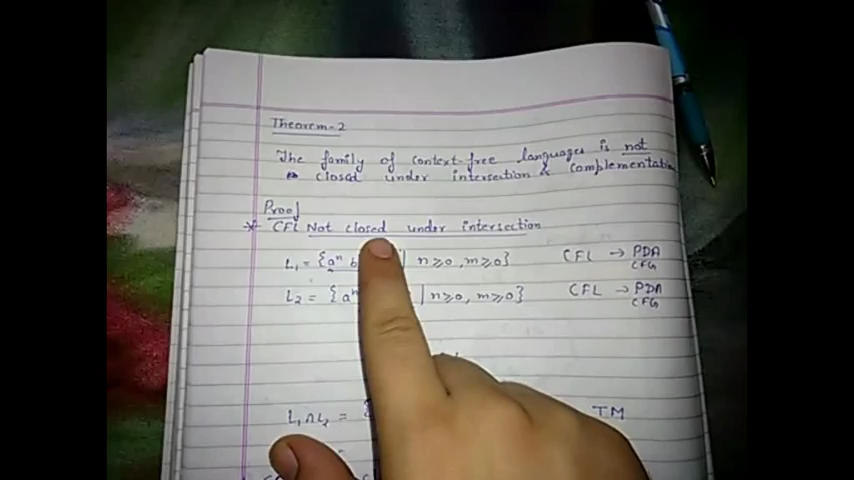 Theorem-2
The family of context-free languages is not
closed under intersection & complementation
Proof
* CFL Not closed under intersection
L₁ = {aⁿ b | n≥0, m≥0} CFL → PDA
CFG
L₂ = {aⁿ | n≥0, m≥0} CFL → PDA
CFG
L₁∩L₂ = { TM